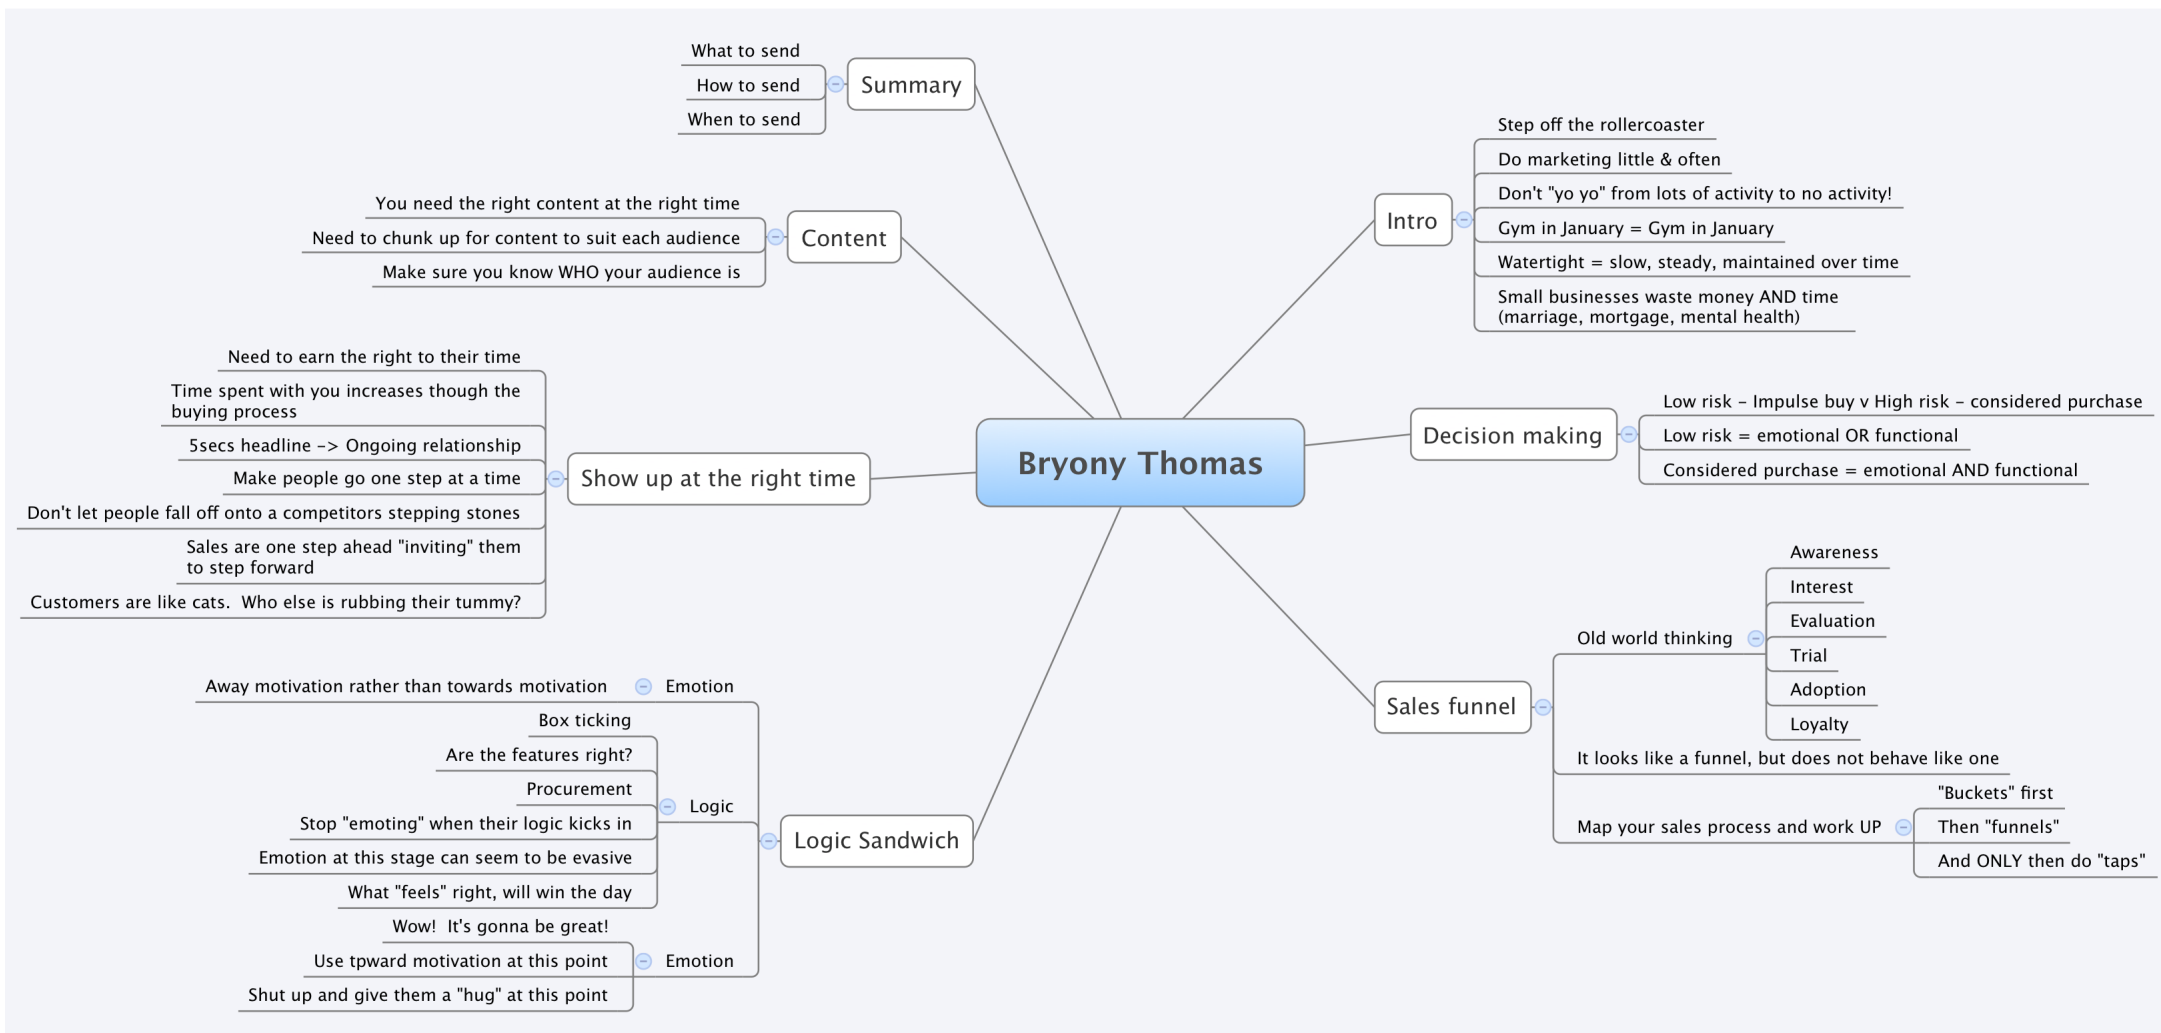 Bryony Thomas
Intro
Step off the rollercoaster
Do marketing little & often
Don't "yo yo" from lots of activity to no activity!
Gym in January = Gym in January
Watertight = slow, steady, maintained over time
Small businesses waste money AND time
(marriage, mortgage, mental health)
Decision making
Low risk – Impulse buy v High risk – considered purchase
Low risk = emotional OR functional
Considered purchase = emotional AND functional
Sales funnel
Old world thinking
Awareness
Interest
Evaluation
Trial
Adoption
Loyalty
It looks like a funnel, but does not behave like one
Map your sales process and work UP
"Buckets" first
Then "funnels"
And ONLY then do "taps"
Logic Sandwich
Emotion
Away motivation rather than towards motivation
Logic
Box ticking
Are the features right?
Procurement
Stop "emoting" when their logic kicks in
Emotion at this stage can seem to be evasive
What "feels" right, will win the day
Emotion
Wow!  It's gonna be great!
Use tpward motivation at this point
Shut up and give them a "hug" at this point
Show up at the right time
Need to earn the right to their time
Time spent with you increases though the
buying process
5secs headline –> Ongoing relationship
Make people go one step at a time
Don't let people fall off onto a competitors stepping stones
Sales are one step ahead "inviting" them
to step forward
Customers are like cats.  Who else is rubbing their tummy?
Content
You need the right content at the right time
Need to chunk up for content to suit each audience
Make sure you know WHO your audience is
Summary
What to send
How to send
When to send